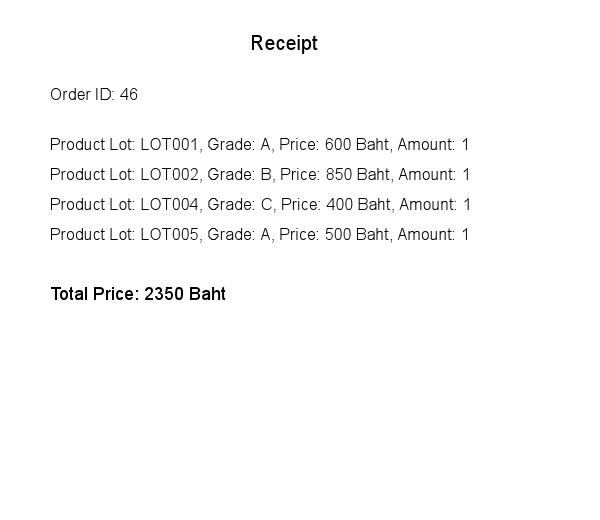 Receipt
Order ID: 46
Product Lot: LOT001, Grade: A, Price: 600 Baht, Amount: 1
Product Lot: LOT002, Grade: B, Price: 850 Baht, Amount: 1
Product Lot: LOT004, Grade: C, Price: 400 Baht, Amount: 1
Product Lot: LOT005, Grade: A, Price: 500 Baht, Amount: 1
Total Price: 2350 Baht